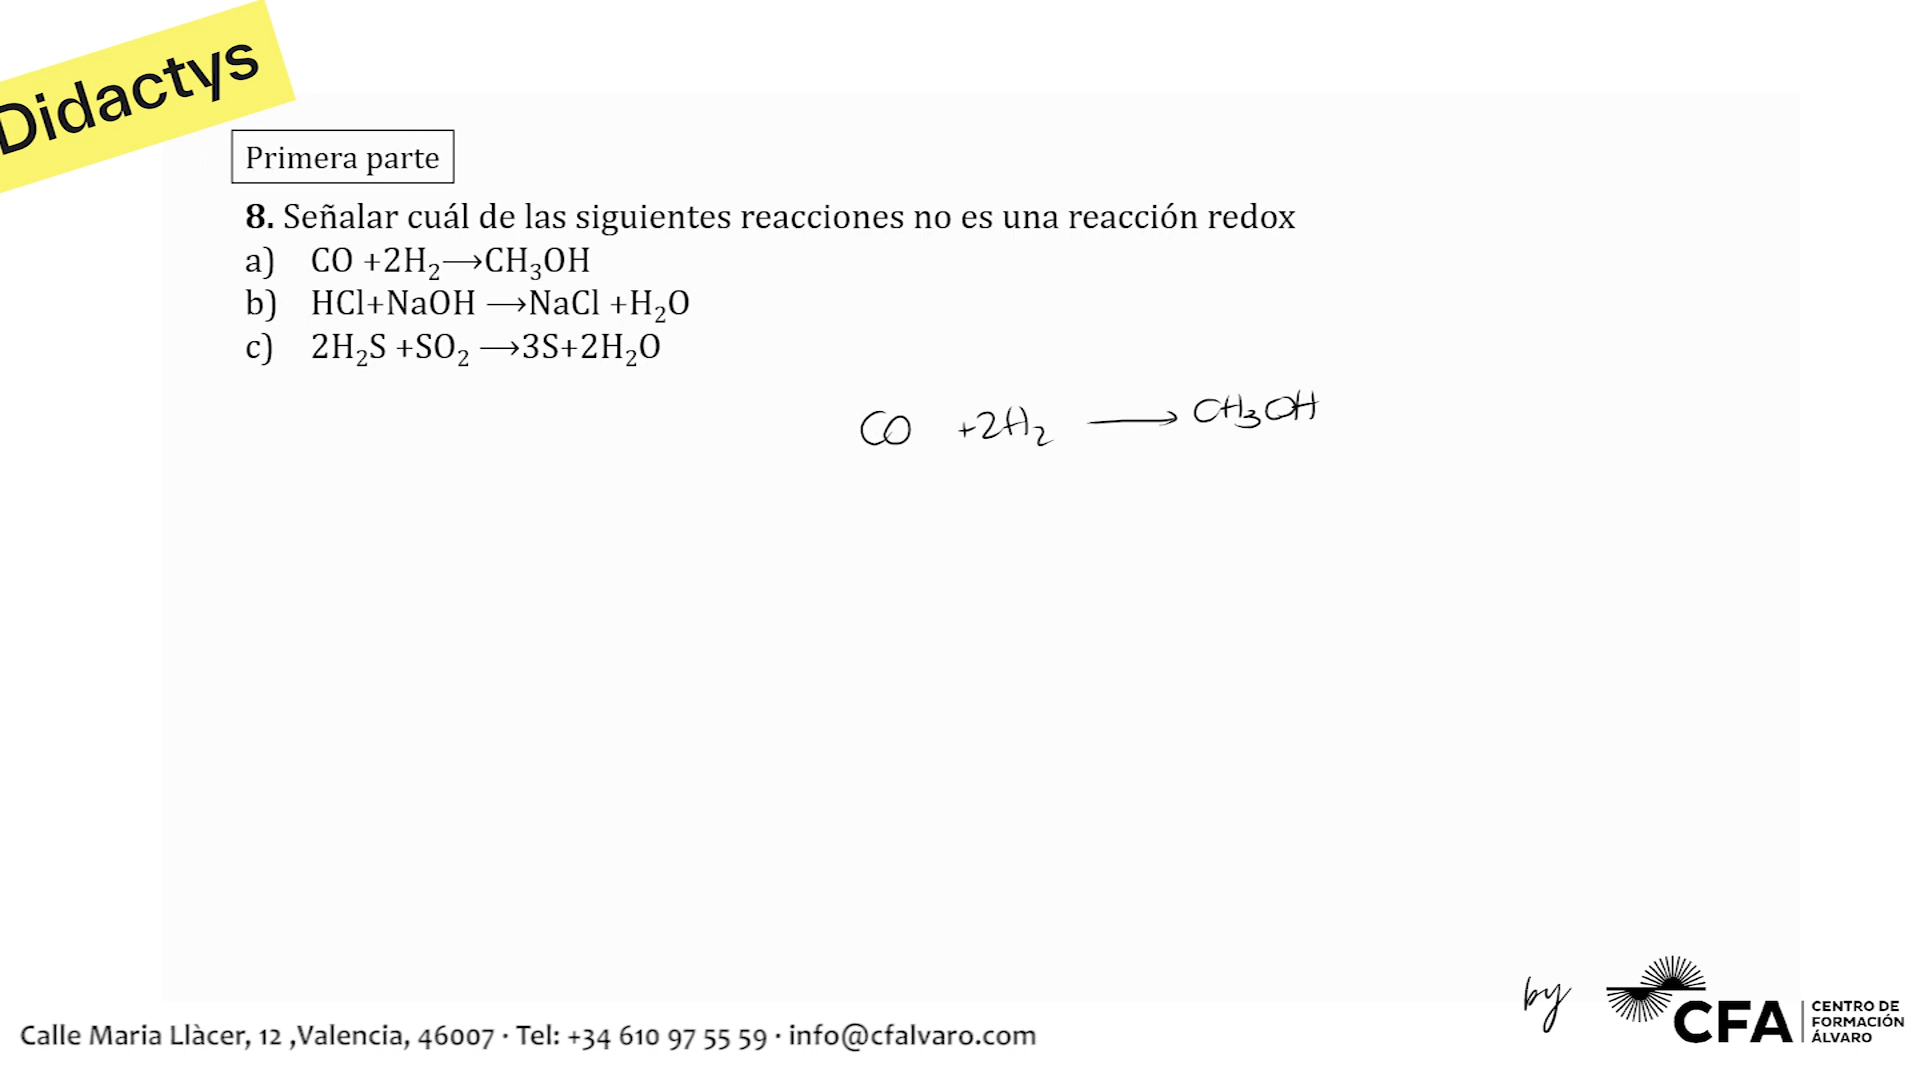 Didactys
Primera parte
8. Señalar cuál de las siguientes reacciones no es una reacción redox
a) CO +2H₂⟶CH₃OH
b) HCl+NaOH ⟶NaCl +H₂O
c) 2H₂S +SO₂ ⟶3S+2H₂O
CO +2H₂ ⟶ CH₃OH
by
CFA
CENTRO DE
FORMACIÓN
ÁLVARO
Calle Maria Llàcer, 12 ,Valencia, 46007 · Tel: +34 610 97 55 59 · info@cfalvaro.com